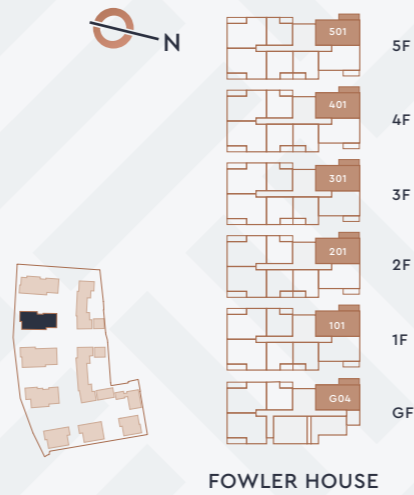 N
501
5F
401
4F
301
3F
201
2F
101
1F
G04
GF
FOWLER HOUSE